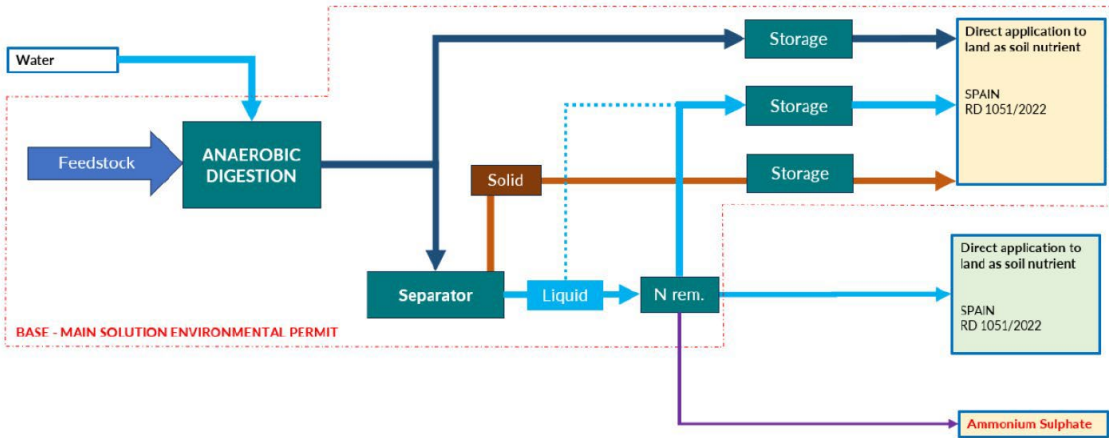 Water
Feedstock
ANAEROBIC
DIGESTION
Storage
Storage
Storage
Direct application to
land as soil nutrient
SPAIN
RD 1051/2022
Solid
Separator
Liquid
N rem.
Direct application to
land as soil nutrient
SPAIN
RD 1051/2022
BASE - MAIN SOLUTION ENVIRONMENTAL PERMIT
Ammonium Sulphate